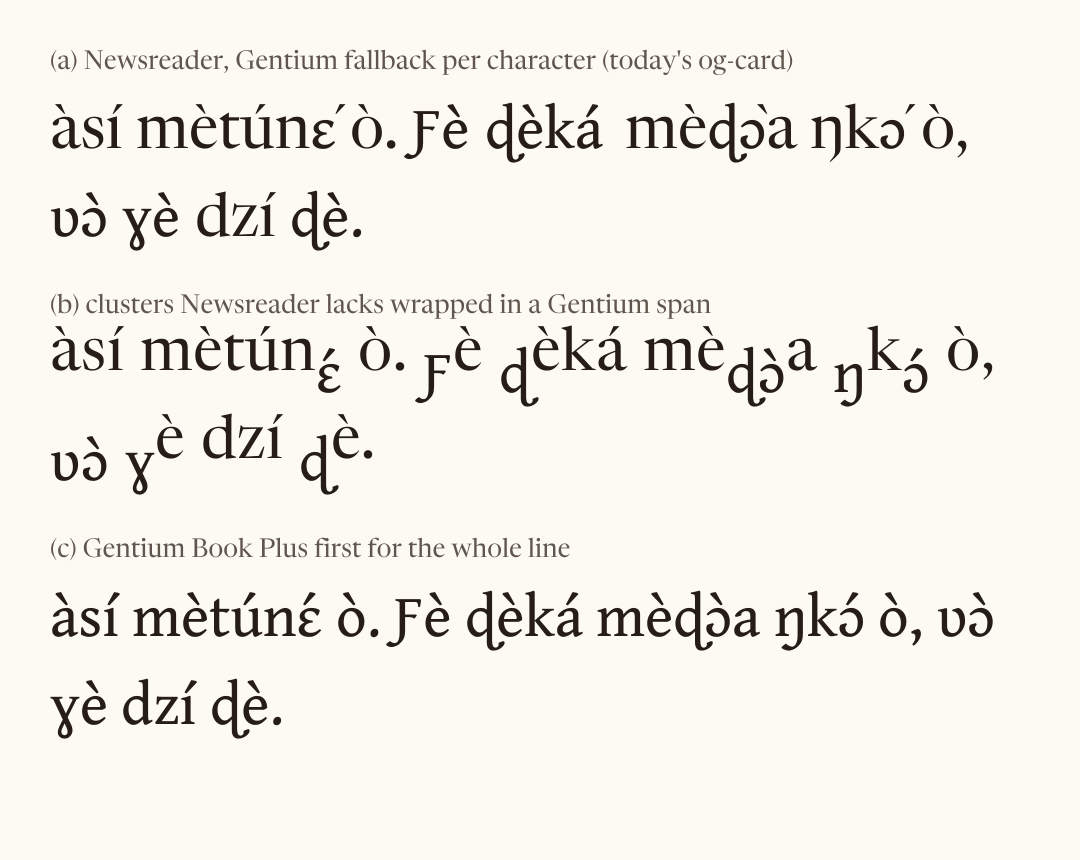 (a) Newsreader, Gentium fallback per character (today's og-card)
àsí mètúnɛ́ ò. Ƒè ɖèká mèɖɔ̀a ŋkɔ́ ò,
ʋɔ̀ ɣè dzí ɖè.
(b) clusters Newsreader lacks wrapped in a Gentium span
àsí mètúnɛ́ ò. Ƒè ɖèká mèɖɔ̀a ŋkɔ́ ò,
ʋɔ̀ ɣè dzí ɖè.
(c) Gentium Book Plus first for the whole line
àsí mètúnɛ́ ò. Ƒè ɖèká mèɖɔ̀a ŋkɔ́ ò, ʋɔ̀
ɣè dzí ɖè.